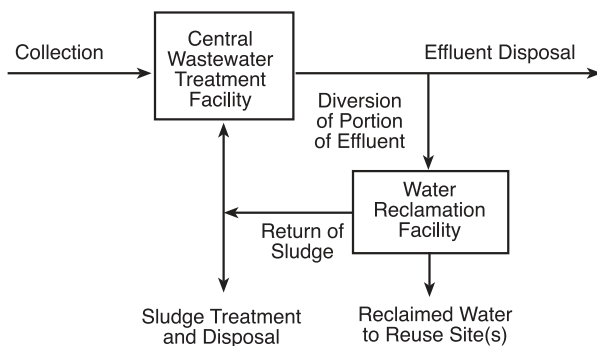 Collection
Central
Wastewater
Treatment
Facility
Effluent Disposal
Diversion
of Portion
of Effluent
Water
Reclamation
Facility
Return of
Sludge
Sludge Treatment
and Disposal
Reclaimed Water
to Reuse Site(s)